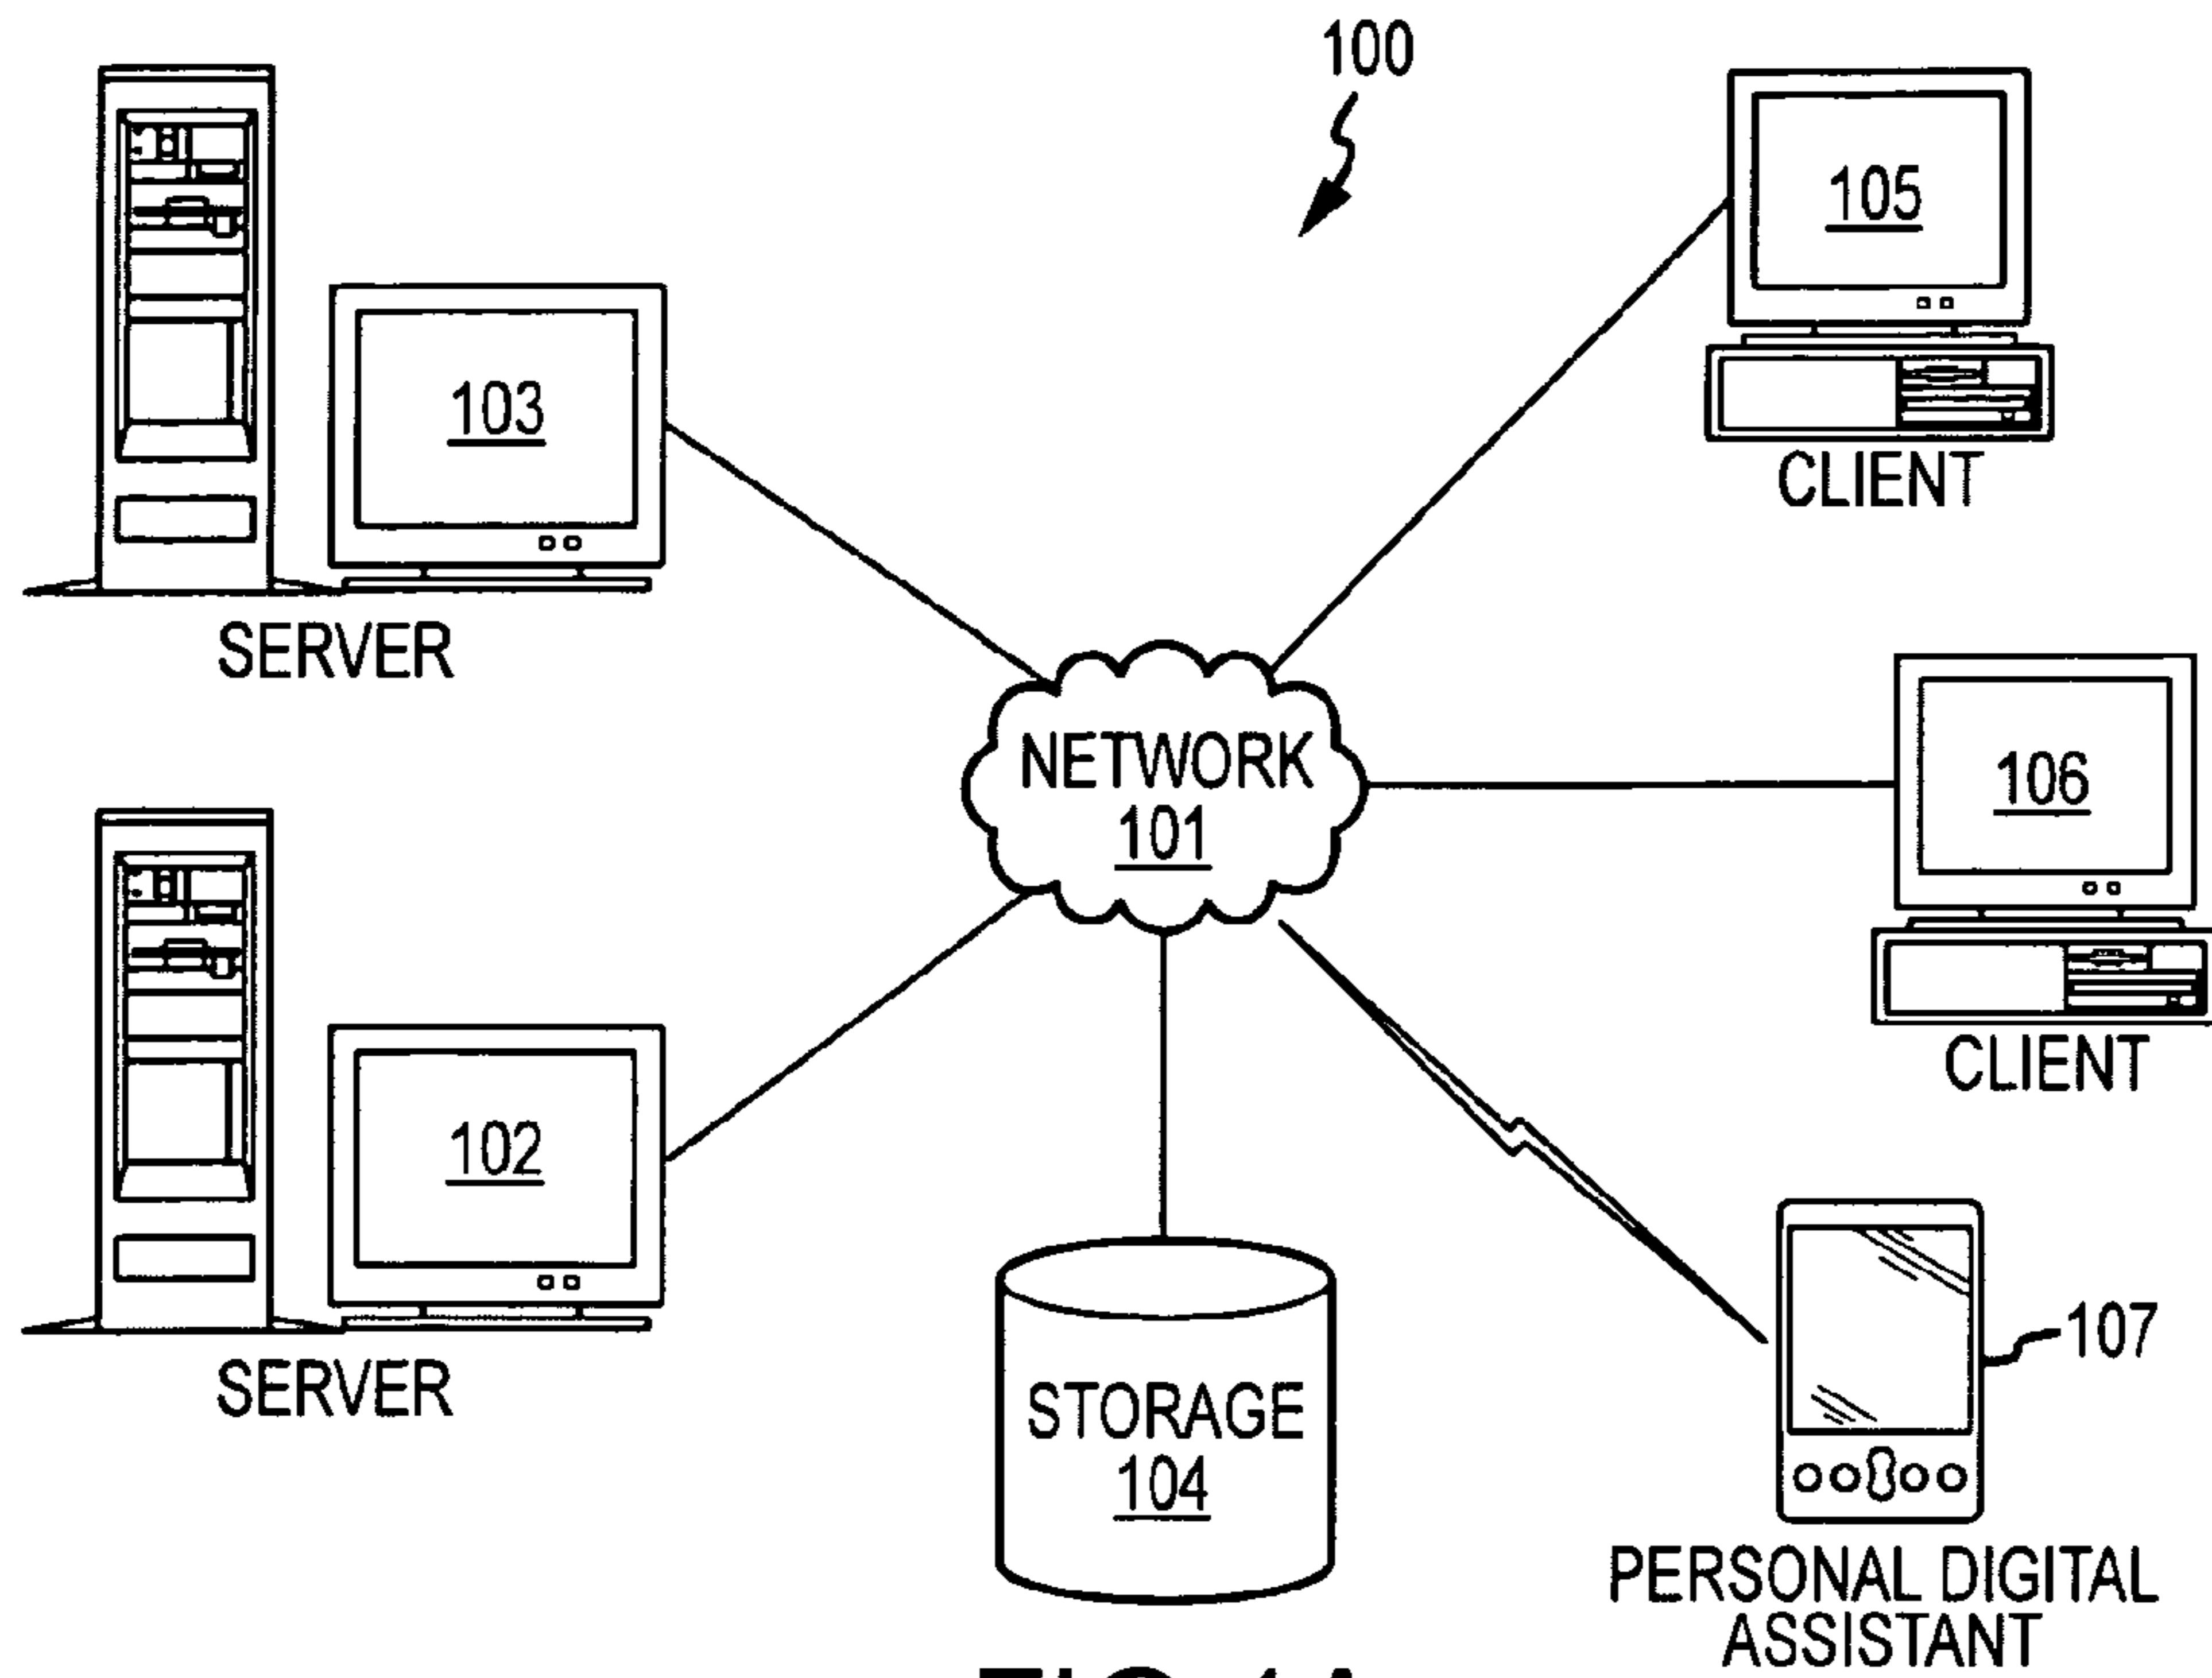 100
105
CLIENT
103
SERVER
NETWORK
101
106
CLIENT
102
SERVER
STORAGE
104
107
PERSONAL DIGITAL
ASSISTANT